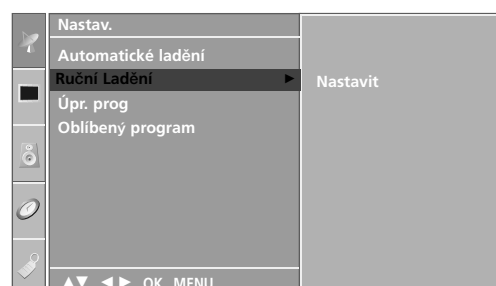 Nastav.
Automatické ladění
Ruční Ladění ►
Nastavit
Úpr. prog
Oblíbený program
▲▼ ◄► OK MENU